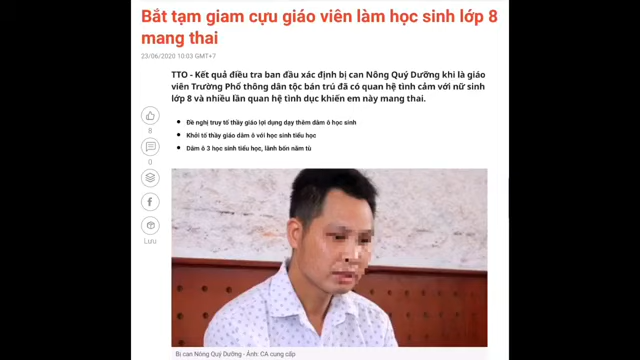 Bắt tạm giam cựu giáo viên làm học sinh lớp 8
mang thai
23/06/2020 10:03 GMT+7
TTO - Kết quả điều tra ban đầu xác định bị can Nông Quý Dưỡng khi là giáo
viên Trường Phổ thông dân tộc bán trú đã có quan hệ tình cảm với nữ sinh
lớp 8 và nhiều lần quan hệ tình dục khiến em này mang thai.
8
Đề nghị truy tố thầy giáo lợi dụng dạy thêm dâm ô học sinh
Khởi tố thầy giáo dâm ô với học sinh tiểu học
0
Dâm ô 3 học sinh tiểu học, lãnh bốn năm tù
Lưu
Bị can Nông Quý Dưỡng - Ảnh: CA cung cấp